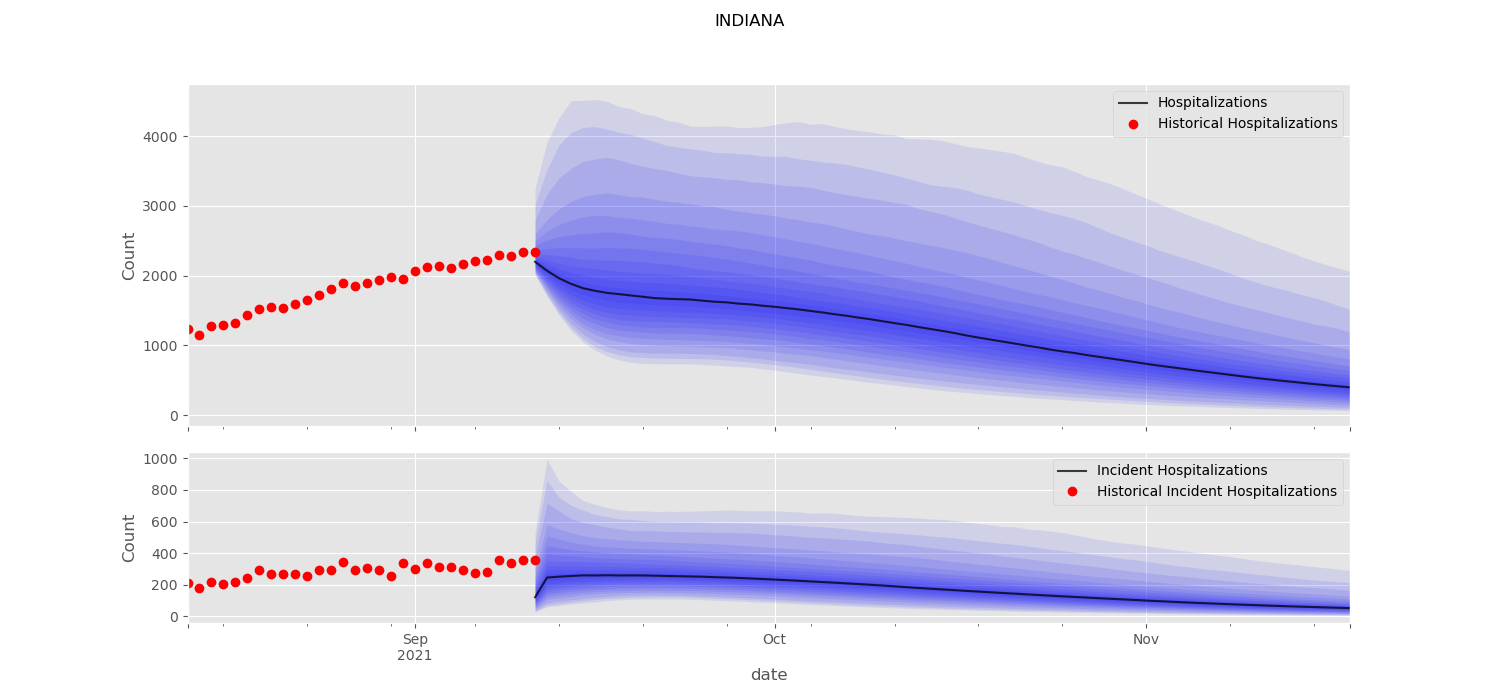 INDIANA
Hospitalizations
Historical Hospitalizations
4000
3000
2000
1000
0
Count
Incident Hospitalizations
Historical Incident Hospitalizations
1000
800
600
400
200
0
Count
Sep
2021
Oct
Nov
date